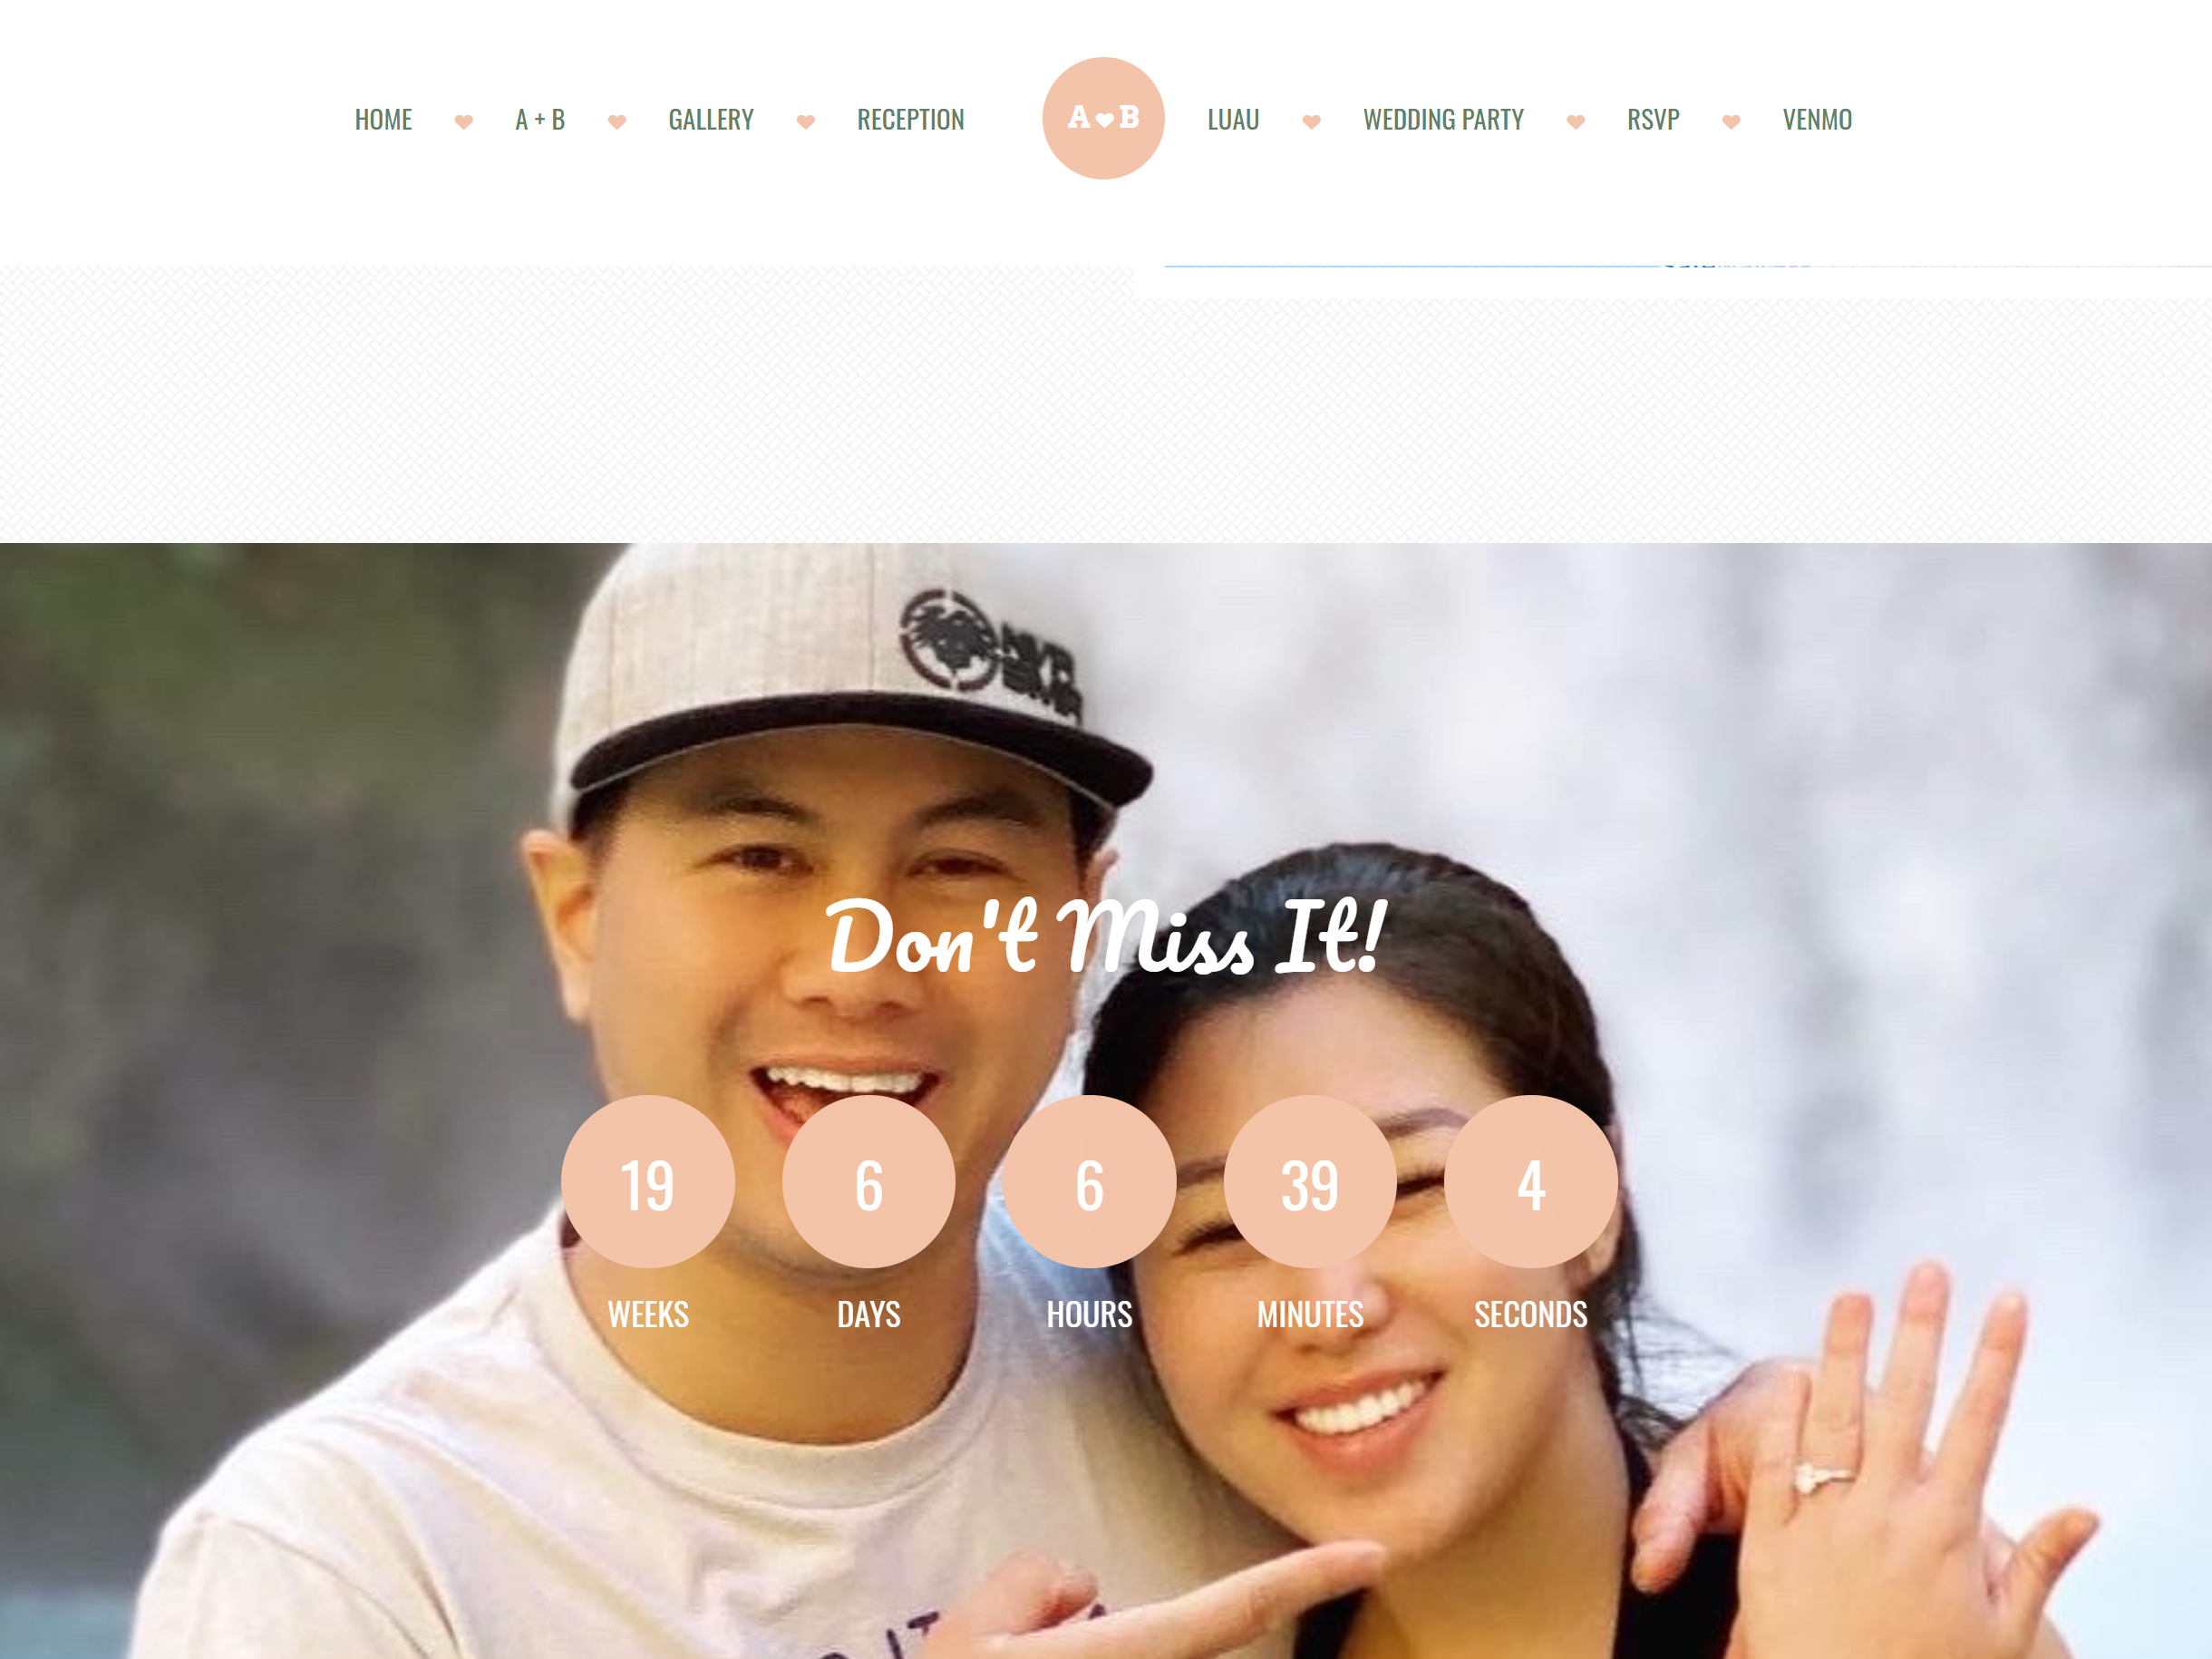 HOME A + B GALLERY RECEPTION A B LUAU WEDDING PARTY RSVP VENMO
Don't Miss It!
19 6 6 39 4
WEEKS DAYS HOURS MINUTES SECONDS